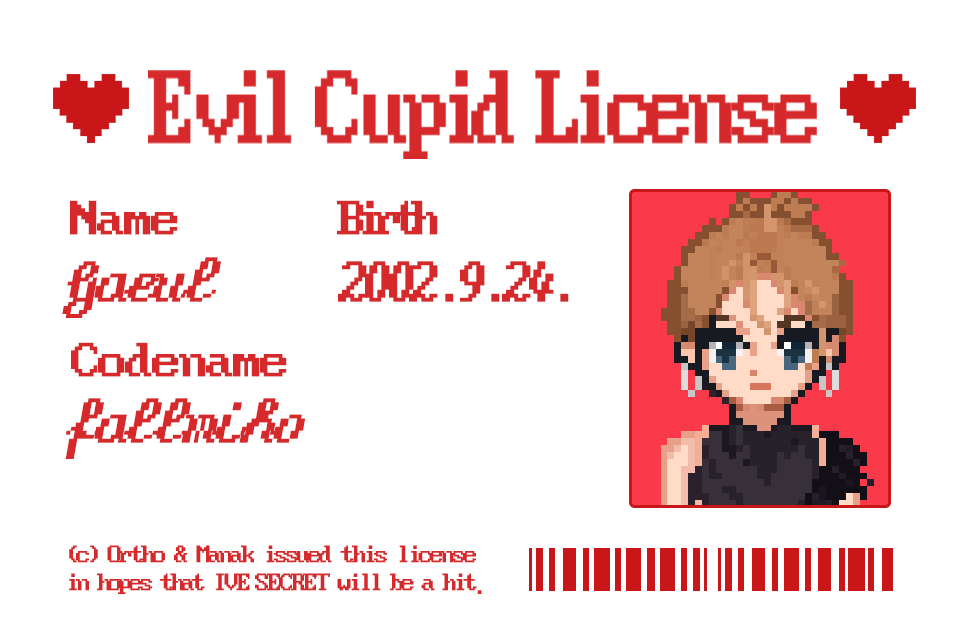 Evil Cupid License
Name
Gaeul
Birth
2002.9.24.
Codename
fallmiho
(c) Ortho & Manak issued this license
in hopes that IVE SECRET will be a hit.